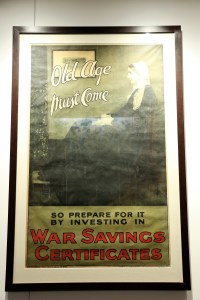 Old Age
Must Come
SO PREPARE FOR IT
BY INVESTING IN
WAR SAVINGS
CERTIFICATES